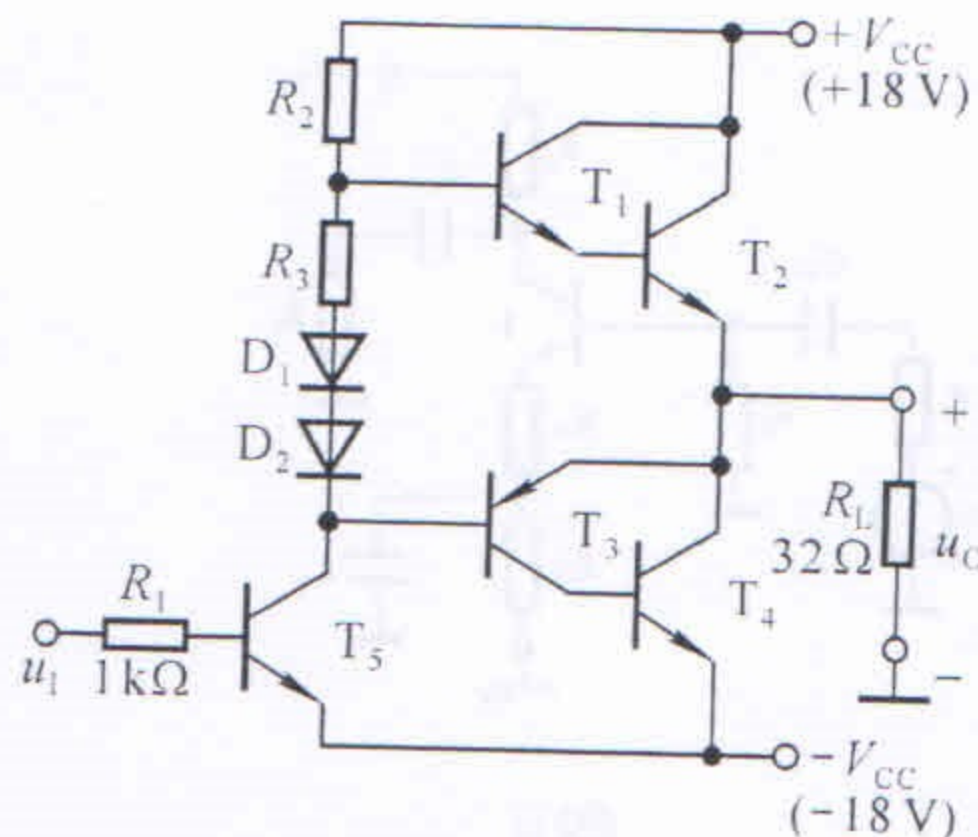 +V_CC
(+18 V)
R_2
T_1
T_2
R_3
D_1
D_2
+
R_L
32 Ω
u_O
T_3
T_4
R_1
1 kΩ
u_I
T_5
−
−V_CC
(−18 V)